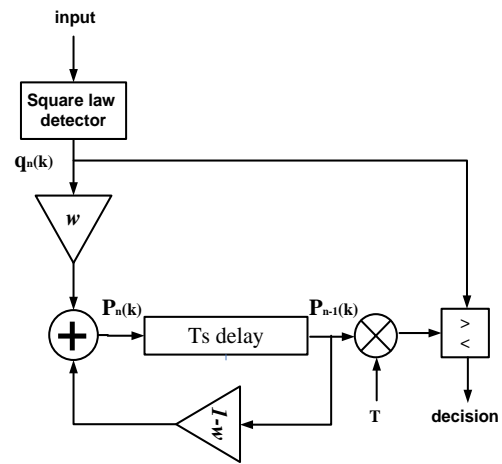 input
Square law
detector
qₙ(k)
w
Pₙ(k)
Pₙ₋₁(k)
+
Ts delay
>
<
1-w
T
decision